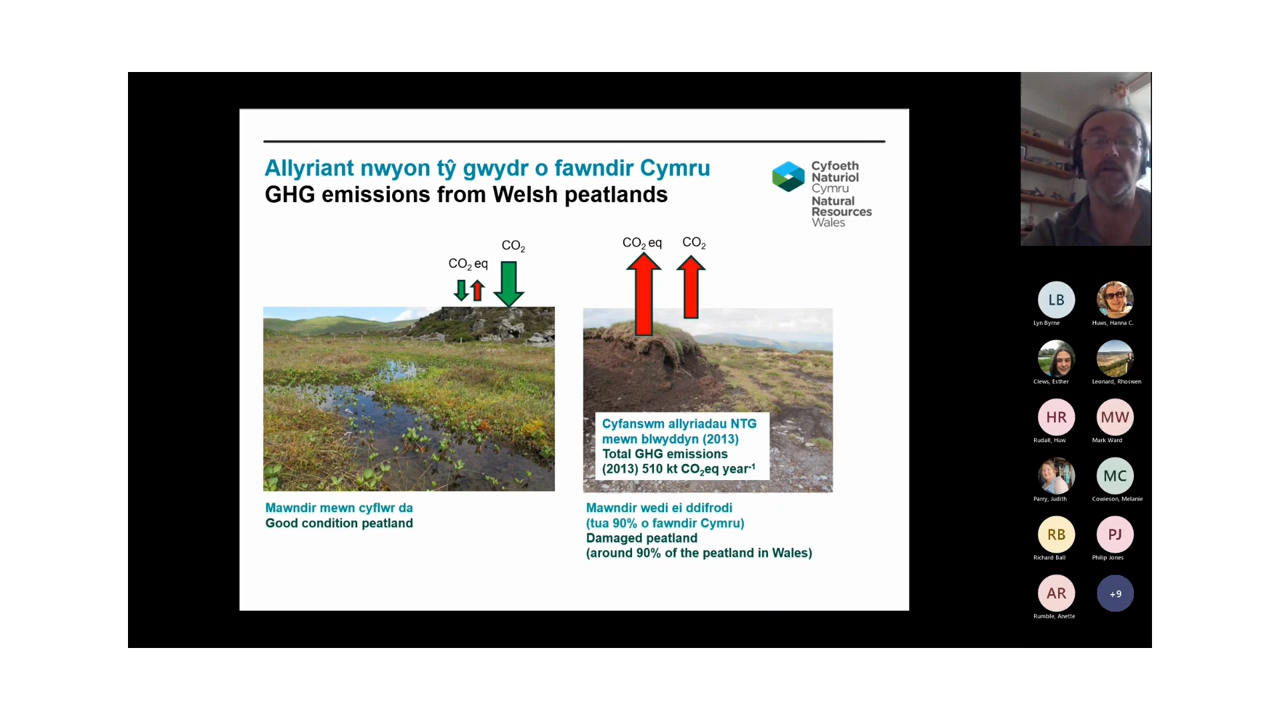 Allyriant nwyon tŷ gwydr o fawndir Cymru
GHG emissions from Welsh peatlands
Cyfoeth
Naturiol
Cymru
Natural
Resources
Wales
CO₂ eq
CO₂
CO₂ eq
CO₂
Cyfanswm allyriadau NTG
mewn blwyddyn (2013)
Total GHG emissions
(2013) 510 kt CO₂eq year⁻¹
Mawndir mewn cyflwr da
Good condition peatland
Mawndir wedi ei ddifrodi
(tua 90% o fawndir Cymru)
Damaged peatland
(around 90% of the peatland in Wales)
LB
Lyn Byrne
Huws, Hanna C.
Clews, Esther
Leonard, Rhoswen
HR
Rudall, Huw
MW
Mark Ward
Parry, Judith
MC
Cowieson, Melanie
RB
Richard Ball
PJ
Philip Jones
AR
Rumble, Anette
+9